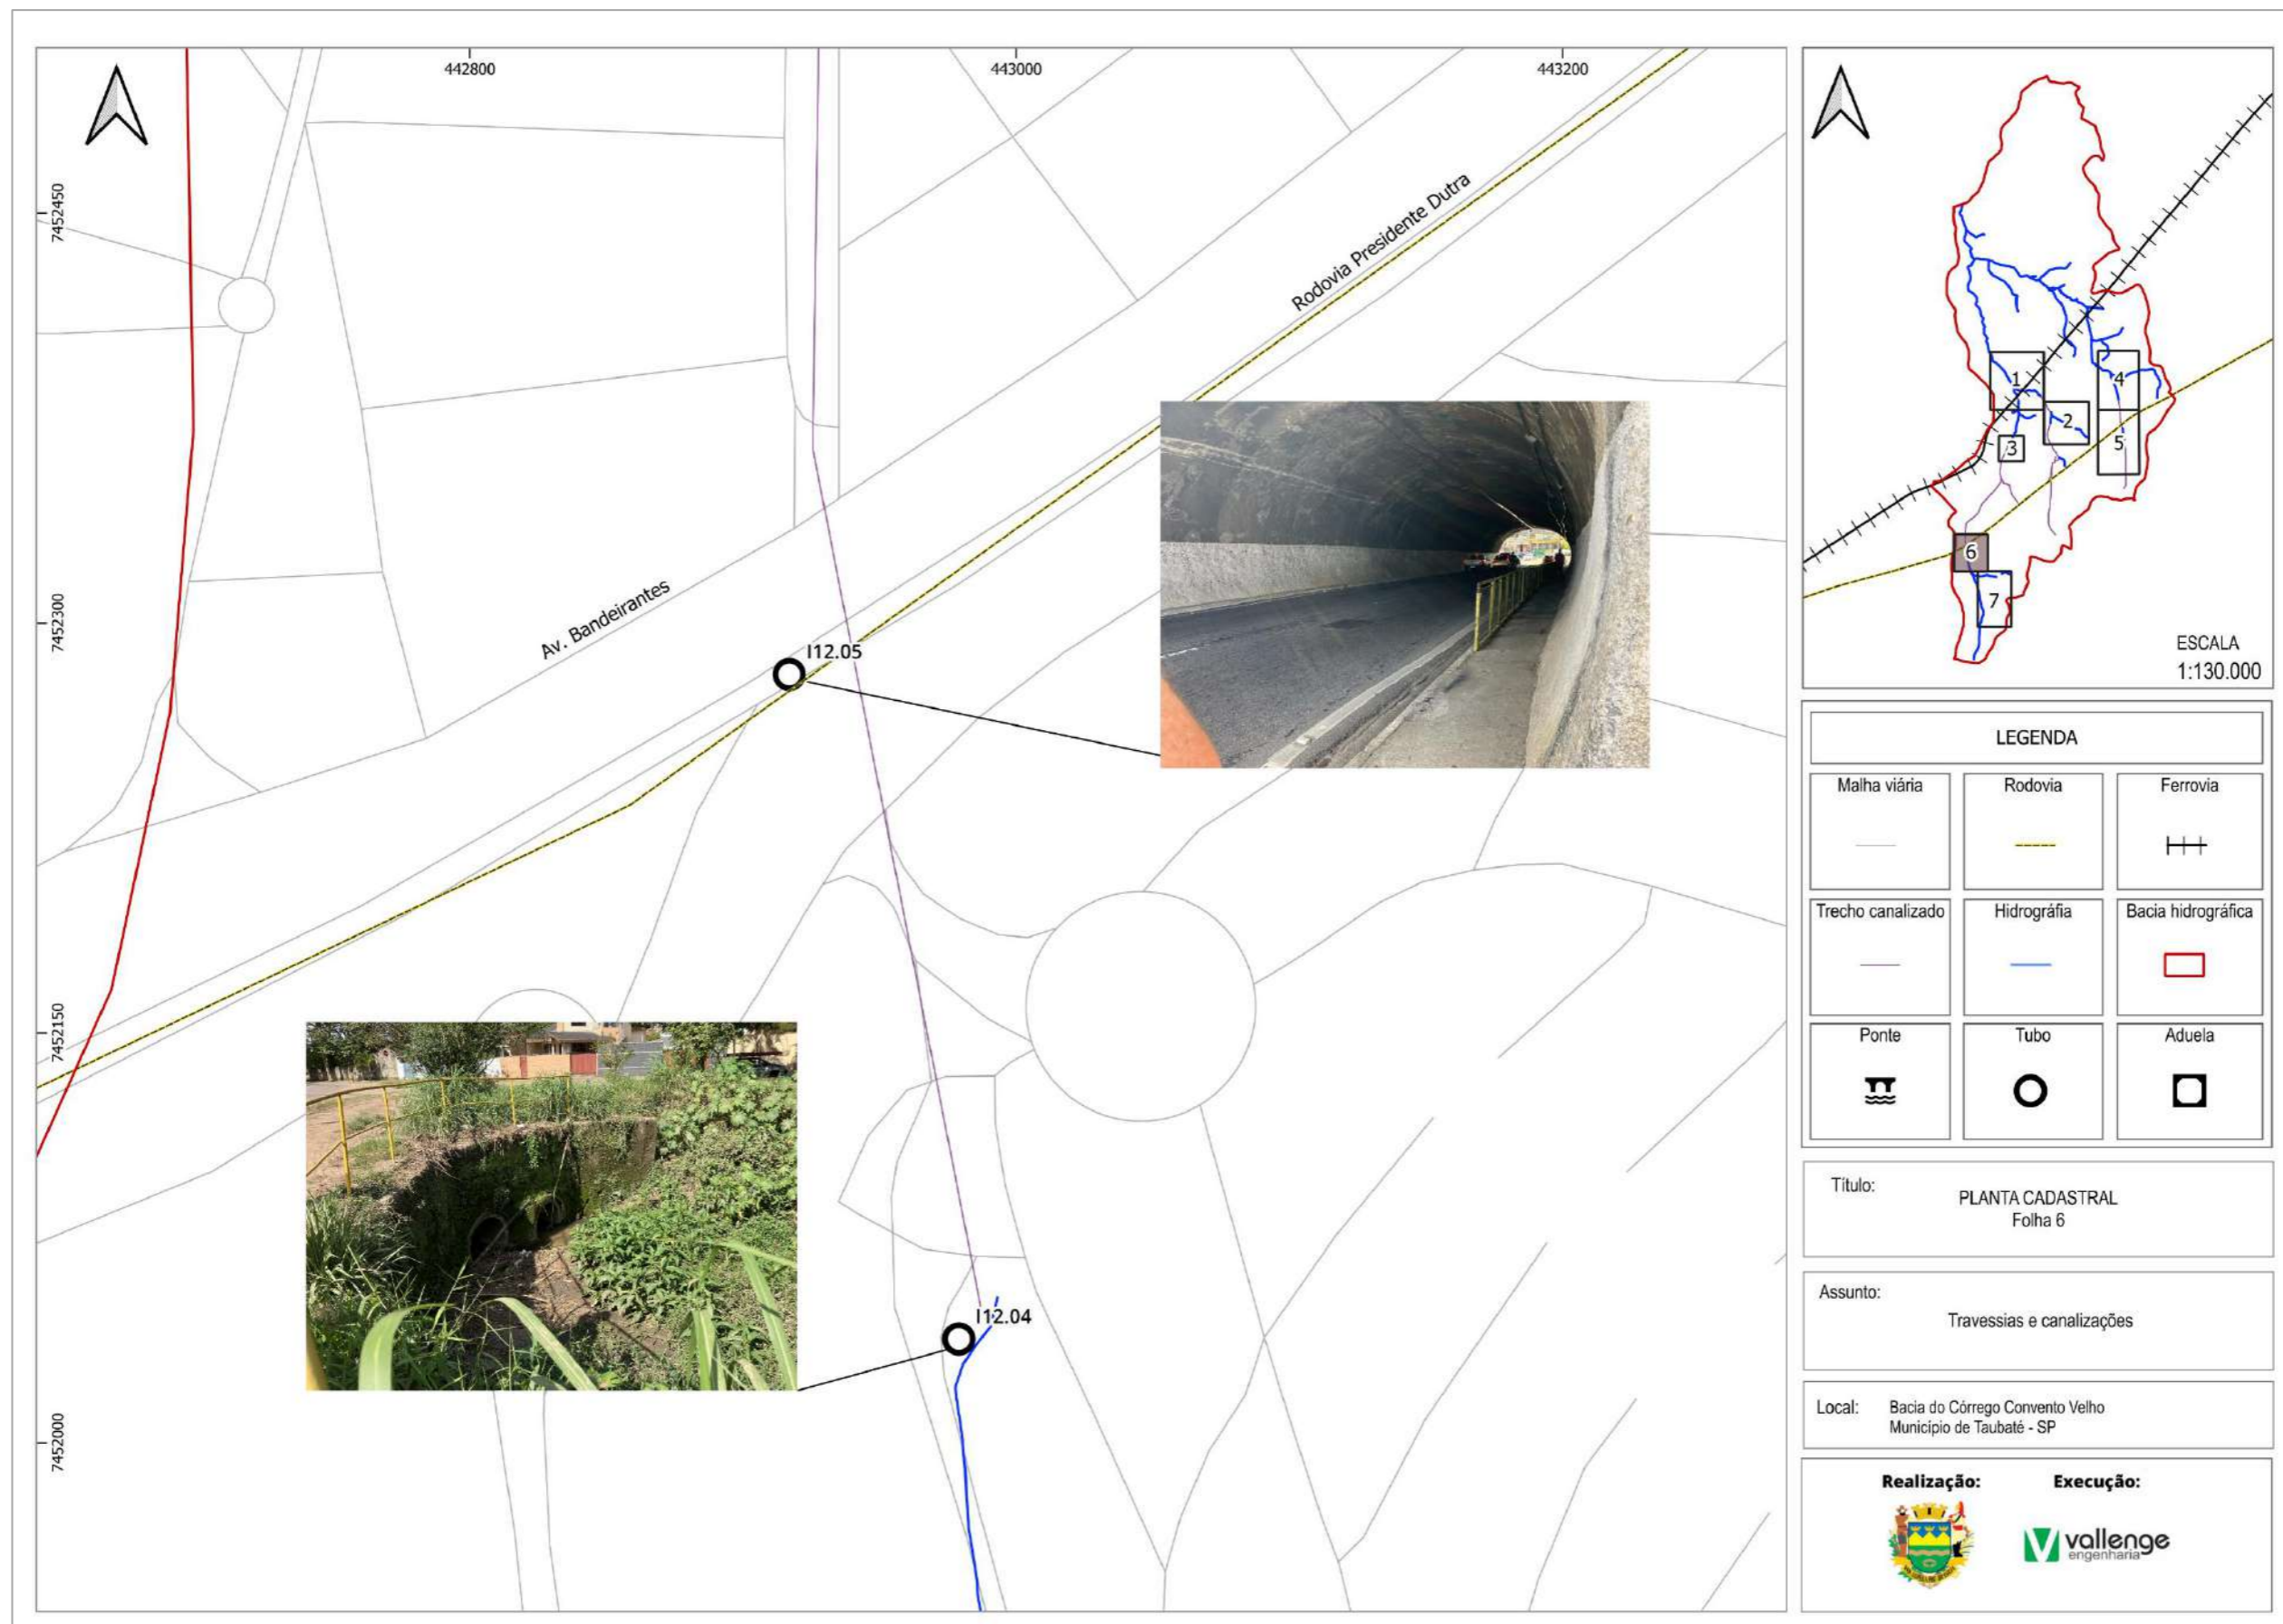 442800
443000
443200
7452450
7452300
7452150
7452000
Rodovia Presidente Dutra
Av. Bandeirantes
I12.05
I12.04
1
2
3
4
5
6
7
ESCALA
1:130.000
LEGENDA
Malha viária
Rodovia
Ferrovia
Trecho canalizado
Hidrográfia
Bacia hidrográfica
Ponte
Tubo
Aduela
Título:
PLANTA CADASTRAL
Folha 6
Assunto:
Travessias e canalizações
Local:
Bacia do Córrego Convento Velho
Município de Taubaté - SP
Realização:
Execução:
vallenge
engenharia